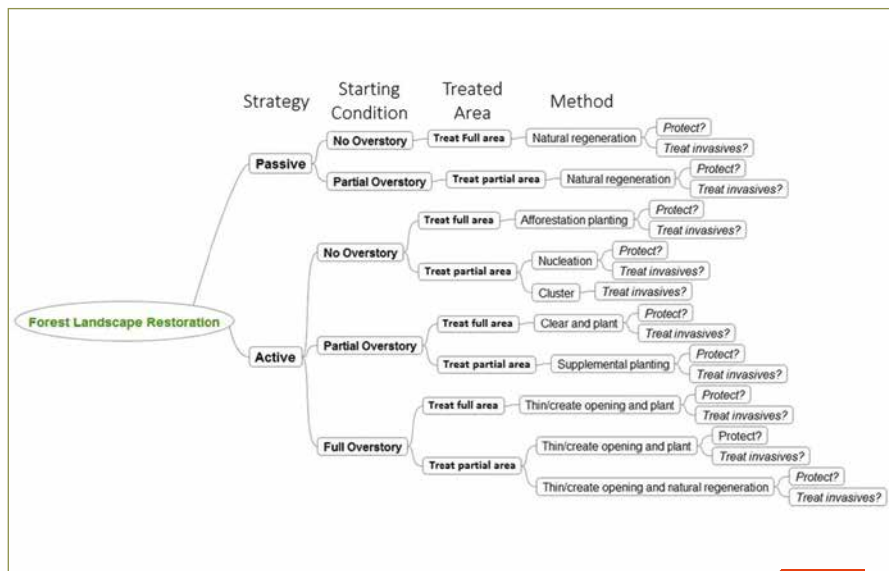 Strategy
Starting
Condition
Treated
Area
Method
Forest Landscape Restoration
Passive
No Overstory
Treat Full area
Natural regeneration
Protect?
Treat invasives?
Partial Overstory
Treat partial area
Natural regeneration
Protect?
Treat invasives?
Active
No Overstory
Treat full area
Afforestation planting
Protect?
Treat invasives?
Treat partial area
Nucleation
Protect?
Treat invasives?
Cluster
Treat invasives?
Partial Overstory
Treat full area
Clear and plant
Protect?
Treat invasives?
Treat partial area
Supplemental planting
Protect?
Treat invasives?
Full Overstory
Treat full area
Thin/create opening and plant
Protect?
Treat invasives?
Treat partial area
Thin/create opening and plant
Protect?
Treat invasives?
Thin/create opening and natural regeneration
Protect?
Treat invasives?